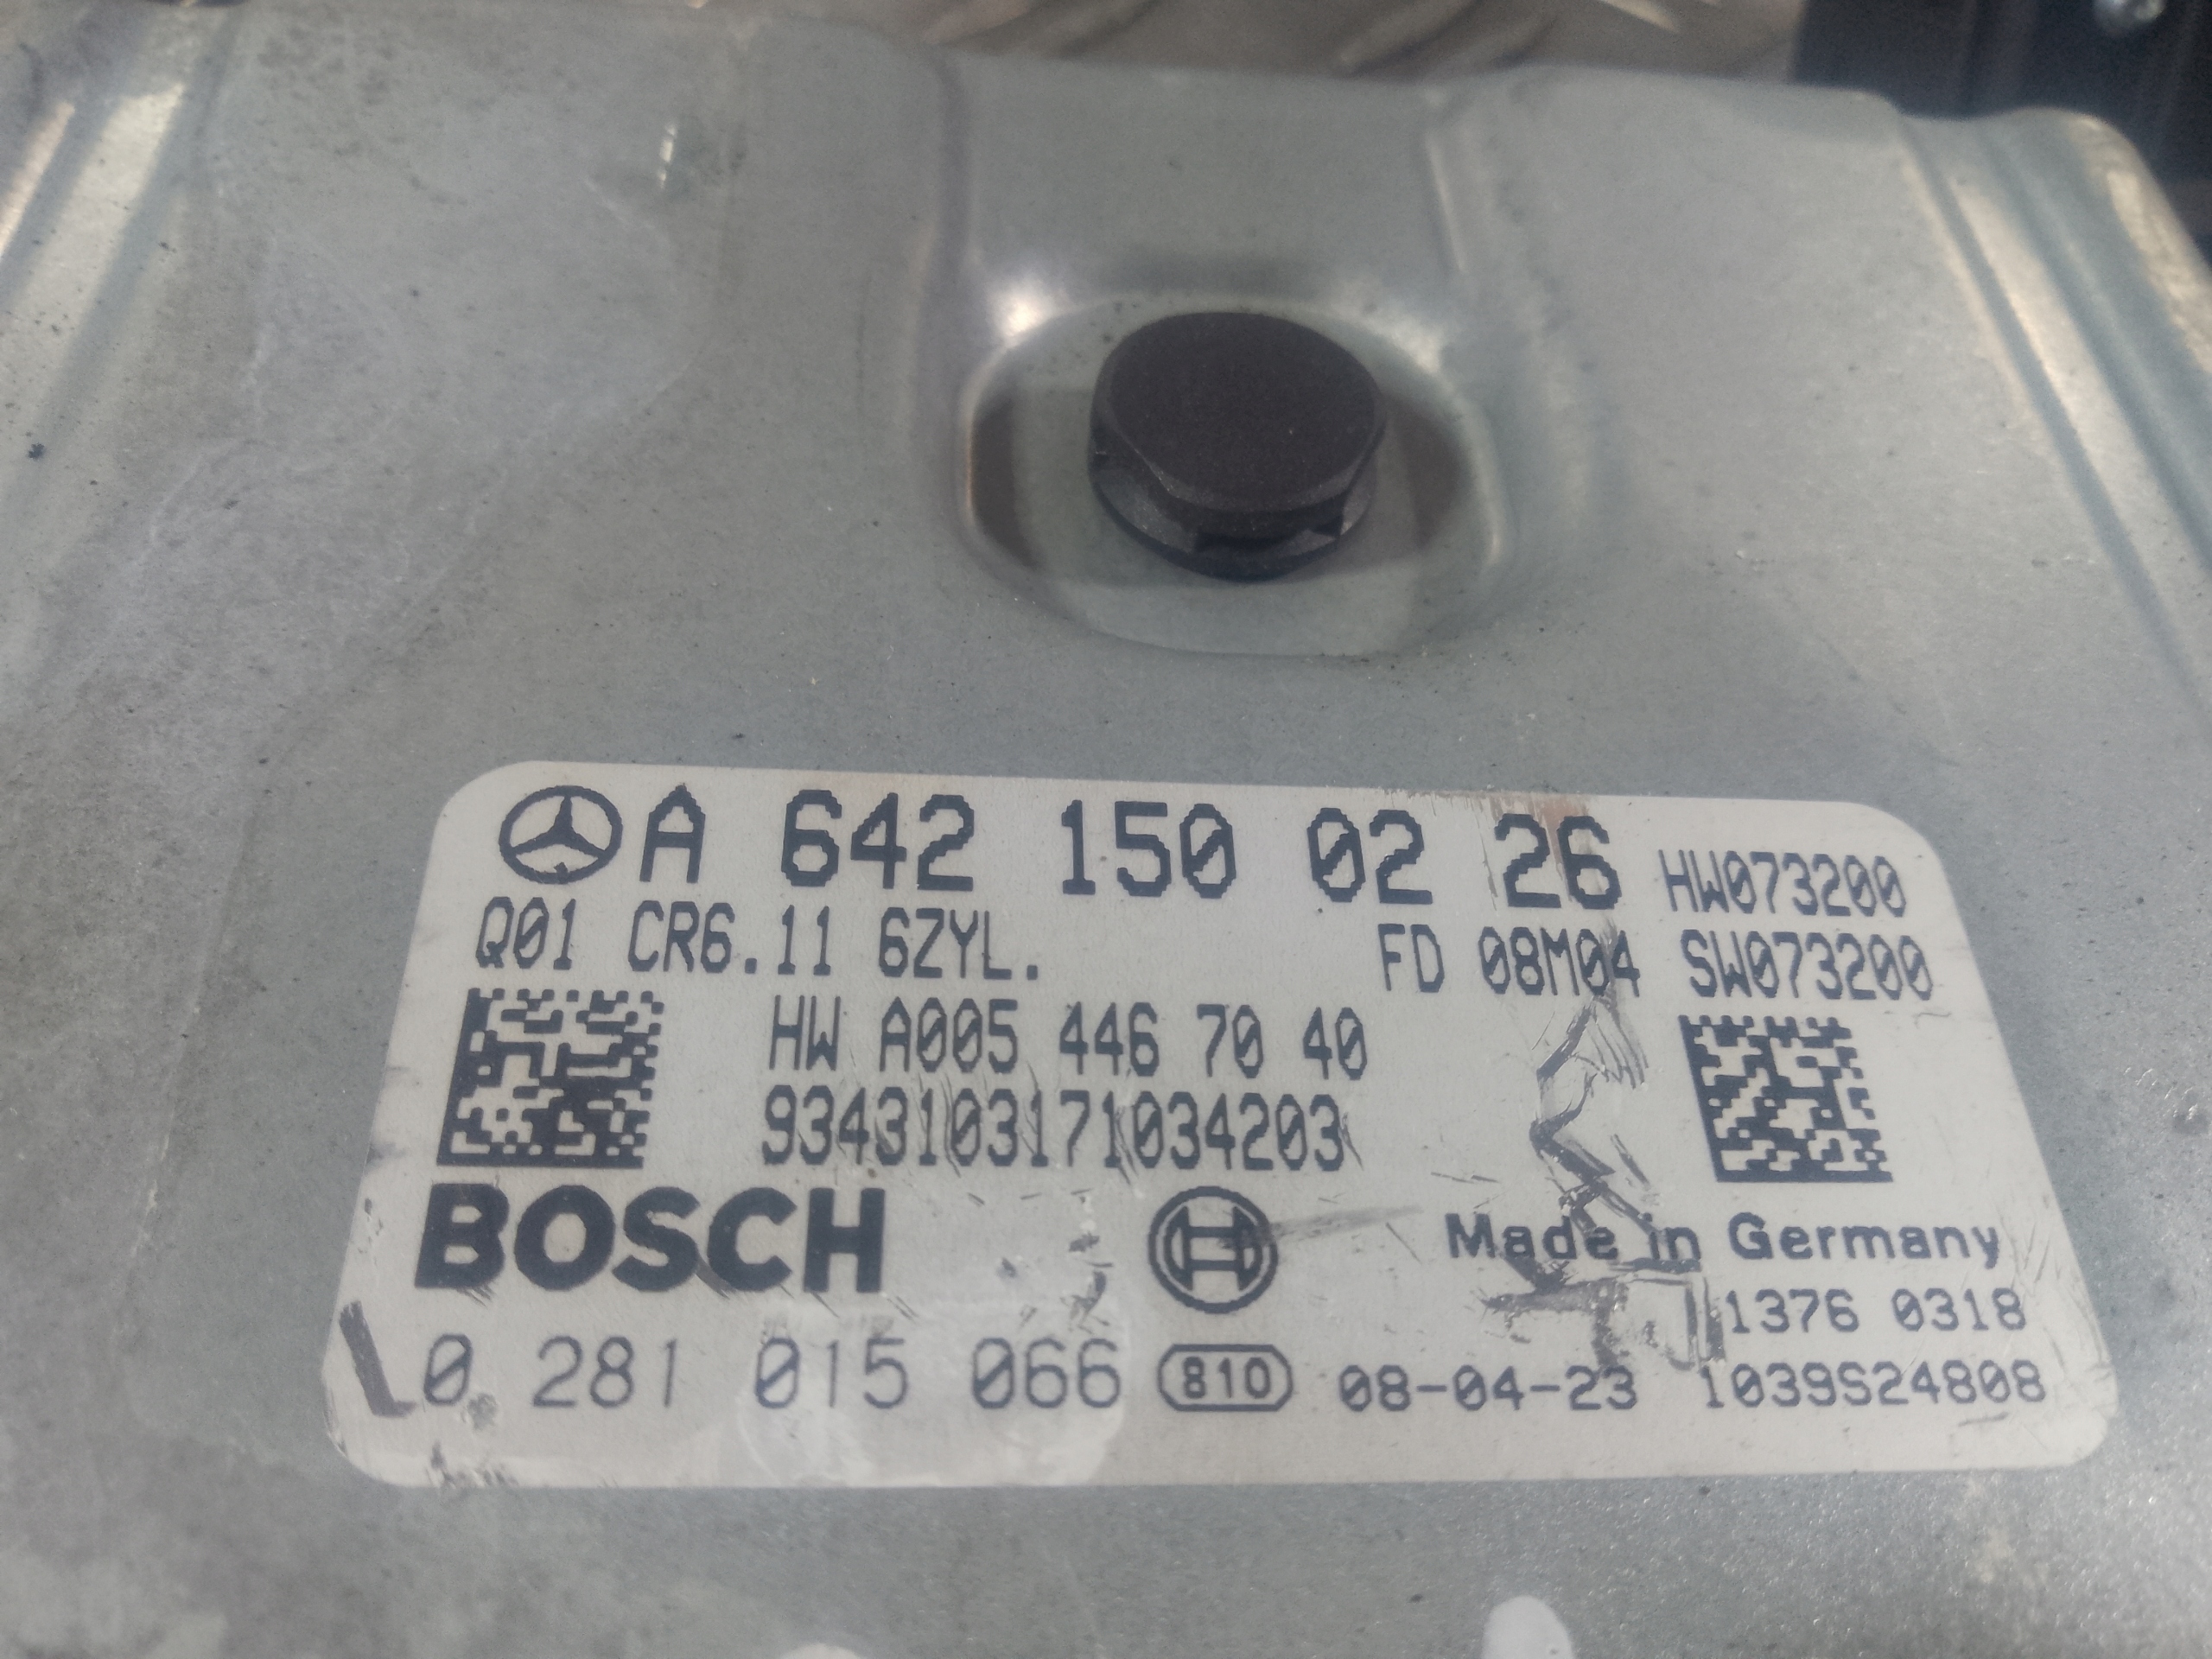 A 642 150 02 26 HW073200
Q01 CR6.11 6ZYL. FD 08M04 SW073200
HW A005 446 70 40
9343103171034203
BOSCH
Made in Germany
1376 0318
0 281 015 066 810 08-04-23 1039S24808